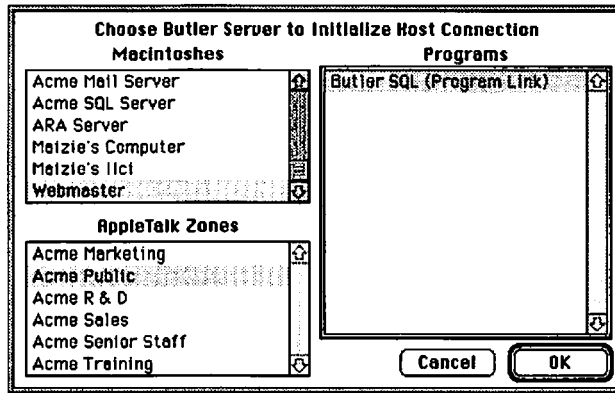 Choose Butler Server to Initialize Host Connection
Macintoshes
Acme Mail Server
Acme SQL Server
ARA Server
Maizie's Computer
Maizie's IIci
Webmaster
AppleTalk Zones
Acme Marketing
Acme Public
Acme R & D
Acme Sales
Acme Senior Staff
Acme Training
Programs
Butler SQL (Program Link)
Cancel
OK